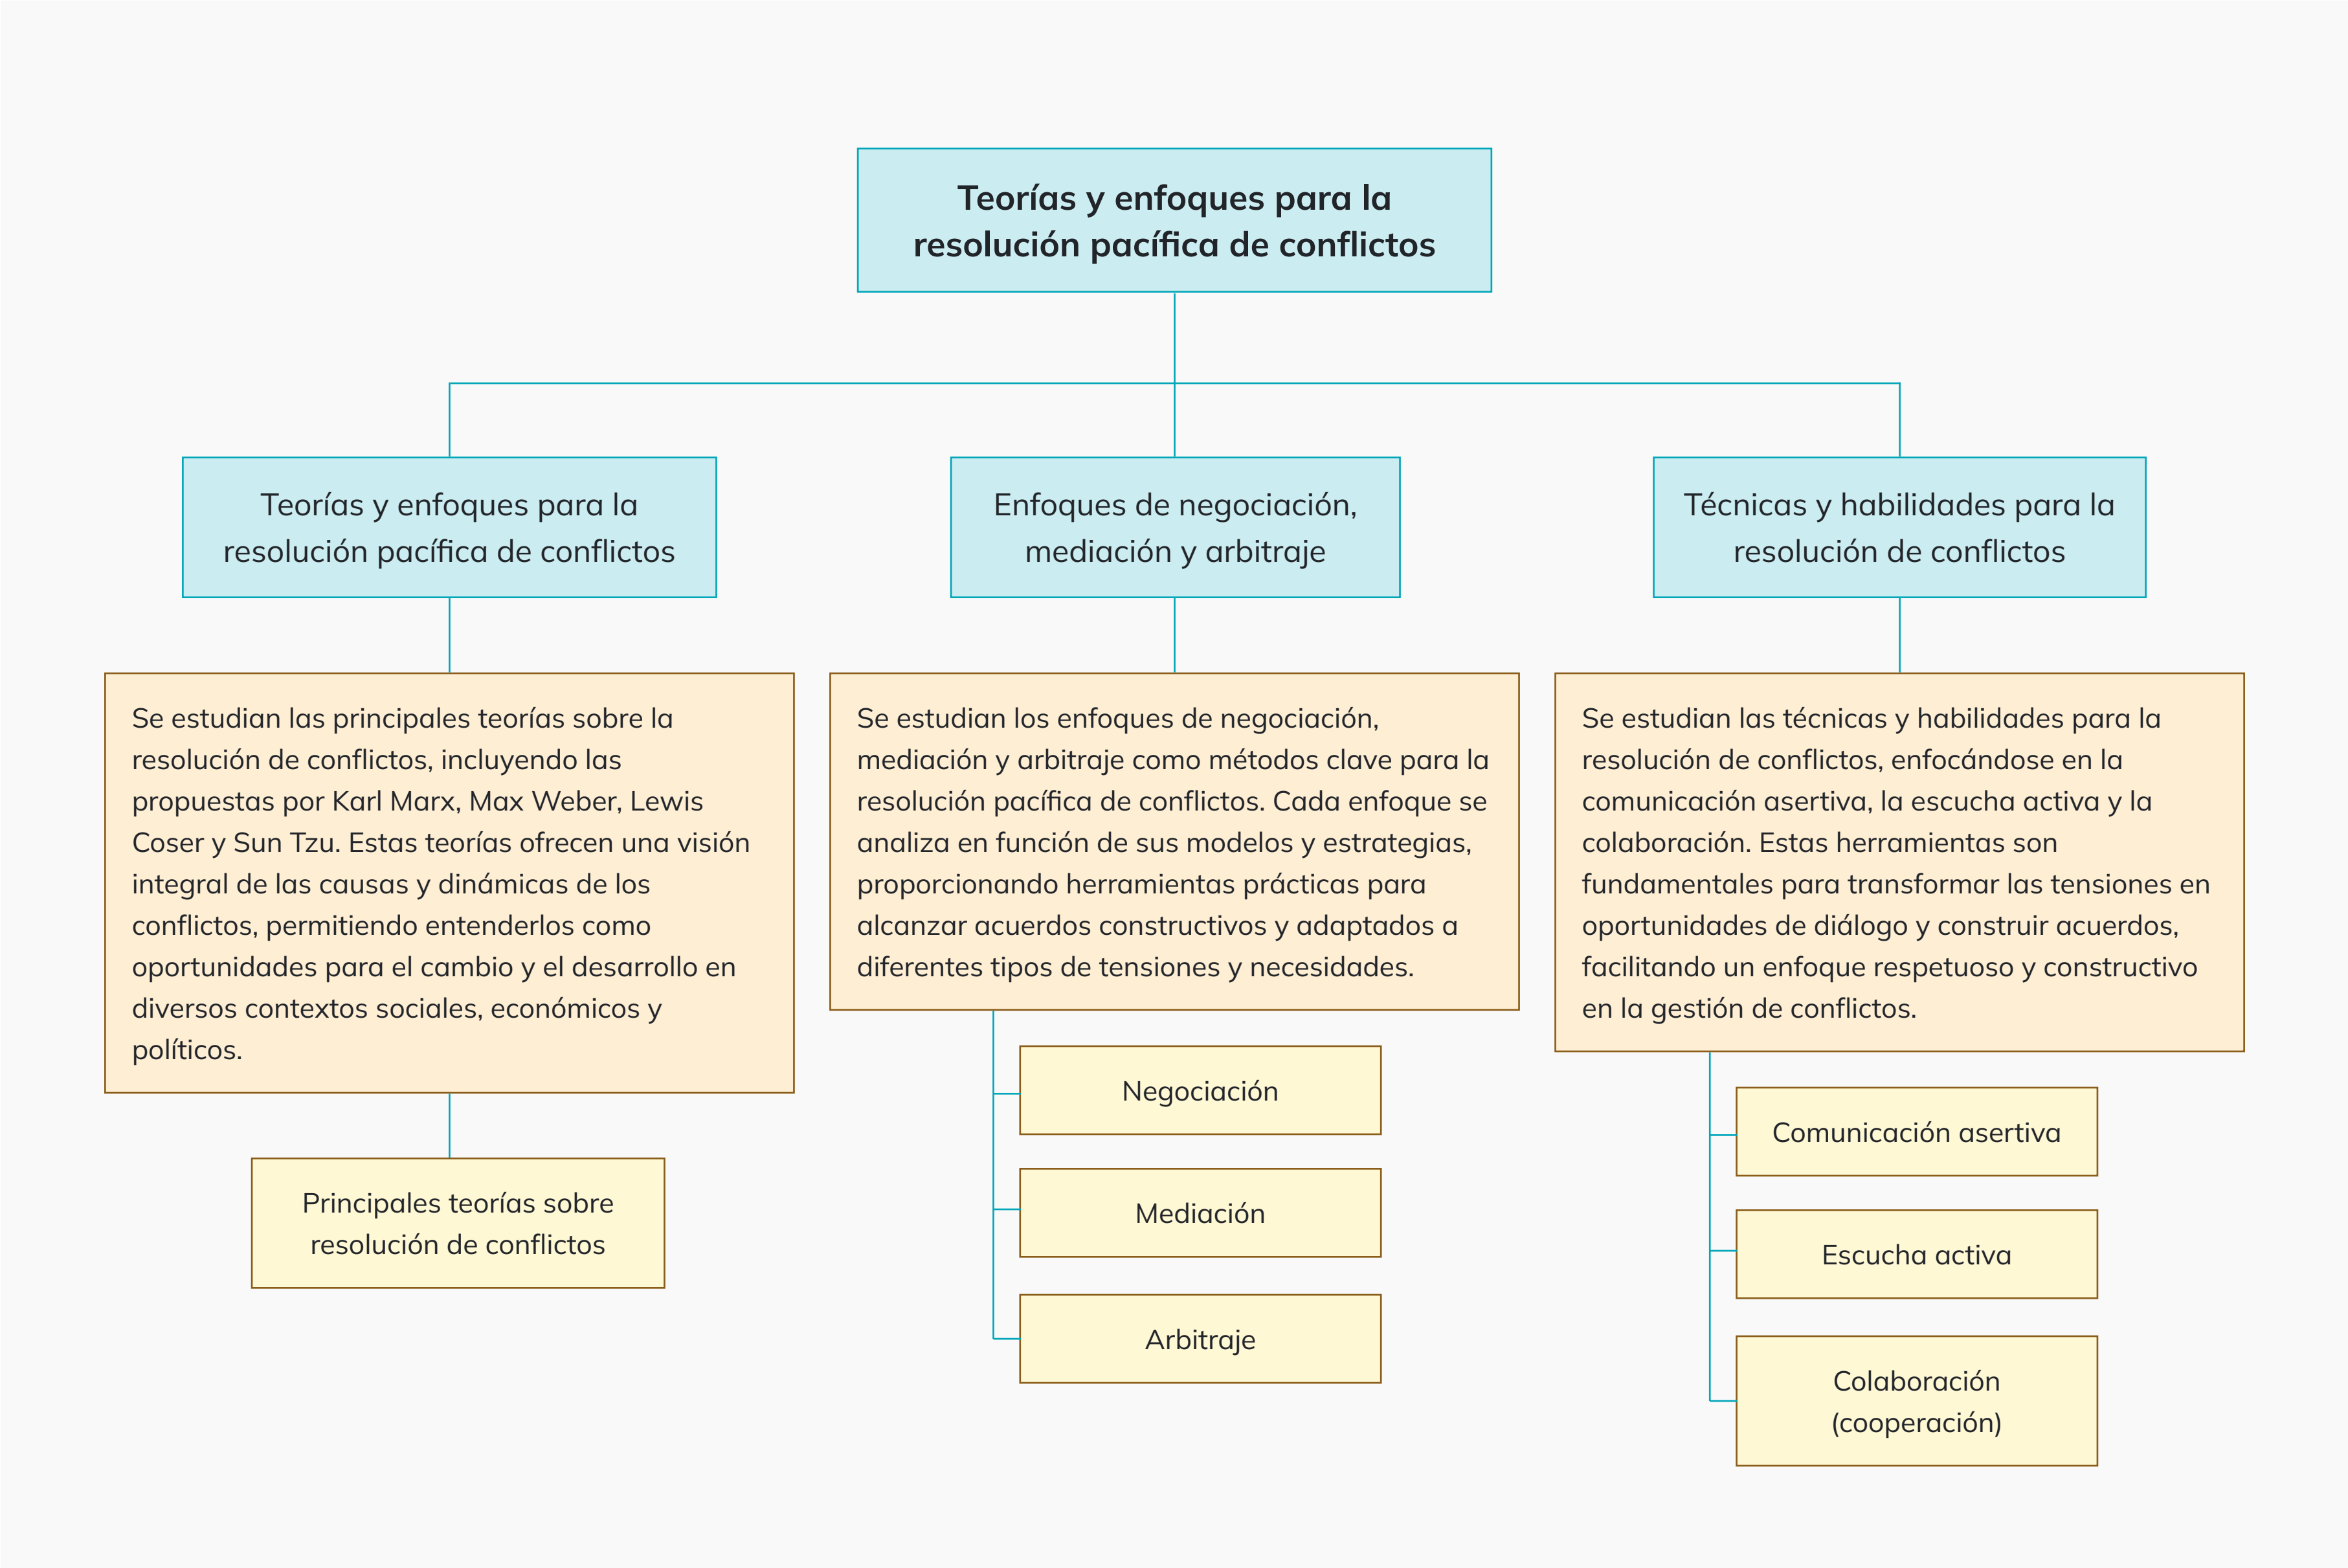 Teorías y enfoques para la
resolución pacífica de conflictos
Teorías y enfoques para la
resolución pacífica de conflictos
Se estudian las principales teorías sobre la
resolución de conflictos, incluyendo las
propuestas por Karl Marx, Max Weber, Lewis
Coser y Sun Tzu. Estas teorías ofrecen una visión
integral de las causas y dinámicas de los
conflictos, permitiendo entenderlos como
oportunidades para el cambio y el desarrollo en
diversos contextos sociales, económicos y
políticos.
Principales teorías sobre
resolución de conflictos
Enfoques de negociación,
mediación y arbitraje
Se estudian los enfoques de negociación,
mediación y arbitraje como métodos clave para la
resolución pacífica de conflictos. Cada enfoque se
analiza en función de sus modelos y estrategias,
proporcionando herramientas prácticas para
alcanzar acuerdos constructivos y adaptados a
diferentes tipos de tensiones y necesidades.
Negociación
Mediación
Arbitraje
Técnicas y habilidades para la
resolución de conflictos
Se estudian las técnicas y habilidades para la
resolución de conflictos, enfocándose en la
comunicación asertiva, la escucha activa y la
colaboración. Estas herramientas son
fundamentales para transformar las tensiones en
oportunidades de diálogo y construir acuerdos,
facilitando un enfoque respetuoso y constructivo
en la gestión de conflictos.
Comunicación asertiva
Escucha activa
Colaboración
(cooperación)